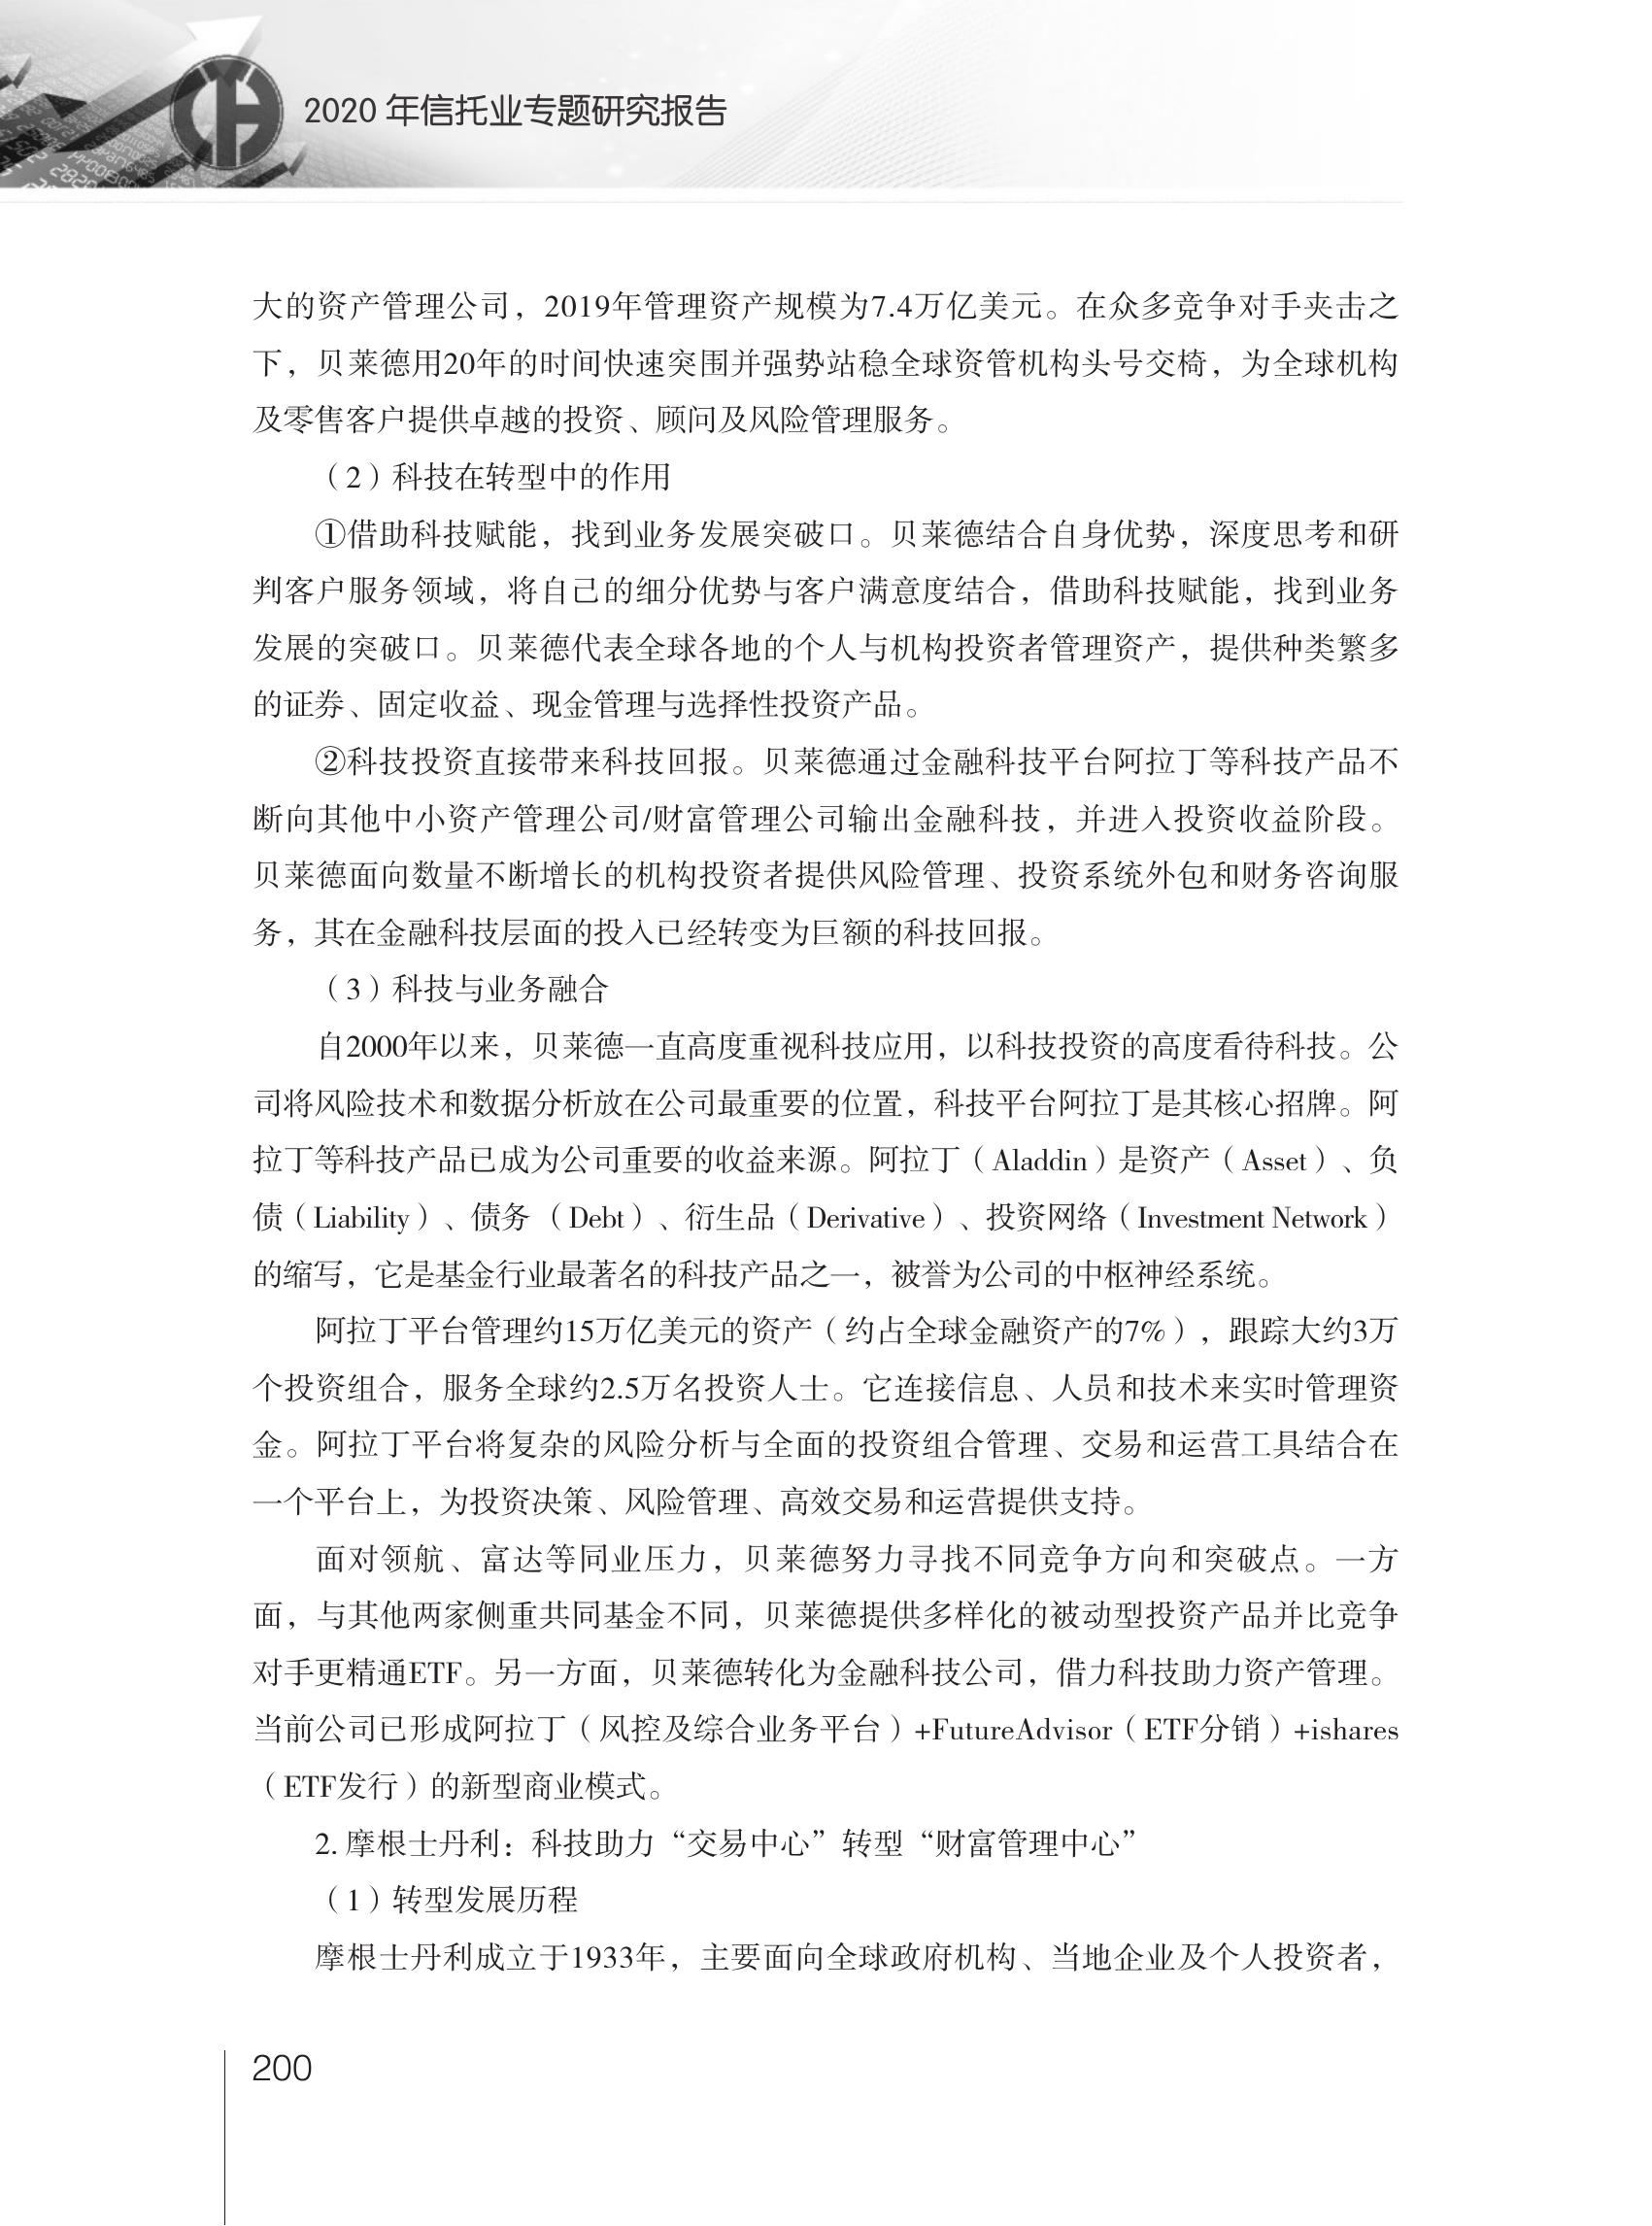 2020 年信托业专题研究报告
大的资产管理公司，2019年管理资产规模为7.4万亿美元。在众多竞争对手夹击之
下，贝莱德用20年的时间快速突围并强势站稳全球资管机构头号交椅，为全球机构
及零售客户提供卓越的投资、顾问及风险管理服务。
（2）科技在转型中的作用
①借助科技赋能，找到业务发展突破口。贝莱德结合自身优势，深度思考和研
判客户服务领域，将自己的细分优势与客户满意度结合，借助科技赋能，找到业务
发展的突破口。贝莱德代表全球各地的个人与机构投资者管理资产，提供种类繁多
的证券、固定收益、现金管理与选择性投资产品。
②科技投资直接带来科技回报。贝莱德通过金融科技平台阿拉丁等科技产品不
断向其他中小资产管理公司/财富管理公司输出金融科技，并进入投资收益阶段。
贝莱德面向数量不断增长的机构投资者提供风险管理、投资系统外包和财务咨询服
务，其在金融科技层面的投入已经转变为巨额的科技回报。
（3）科技与业务融合
自2000年以来，贝莱德一直高度重视科技应用，以科技投资的高度看待科技。公
司将风险技术和数据分析放在公司最重要的位置，科技平台阿拉丁是其核心招牌。阿
拉丁等科技产品已成为公司重要的收益来源。阿拉丁（Aladdin）是资产（Asset）、负
债（Liability）、债务（Debt）、衍生品（Derivative）、投资网络（Investment Network）
的缩写，它是基金行业最著名的科技产品之一，被誉为公司的中枢神经系统。
阿拉丁平台管理约15万亿美元的资产（约占全球金融资产的7%），跟踪大约3万
个投资组合，服务全球约2.5万名投资人士。它连接信息、人员和技术来实时管理资
金。阿拉丁平台将复杂的风险分析与全面的投资组合管理、交易和运营工具结合在
一个平台上，为投资决策、风险管理、高效交易和运营提供支持。
面对领航、富达等同业压力，贝莱德努力寻找不同竞争方向和突破点。一方
面，与其他两家侧重共同基金不同，贝莱德提供多样化的被动型投资产品并比竞争
对手更精通ETF。另一方面，贝莱德转化为金融科技公司，借力科技助力资产管理。
当前公司已形成阿拉丁（风控及综合业务平台）+FutureAdvisor（ETF分销）+ishares
（ETF发行）的新型商业模式。
2. 摩根士丹利：科技助力“交易中心”转型“财富管理中心”
（1）转型发展历程
摩根士丹利成立于1933年，主要面向全球政府机构、当地企业及个人投资者，
200